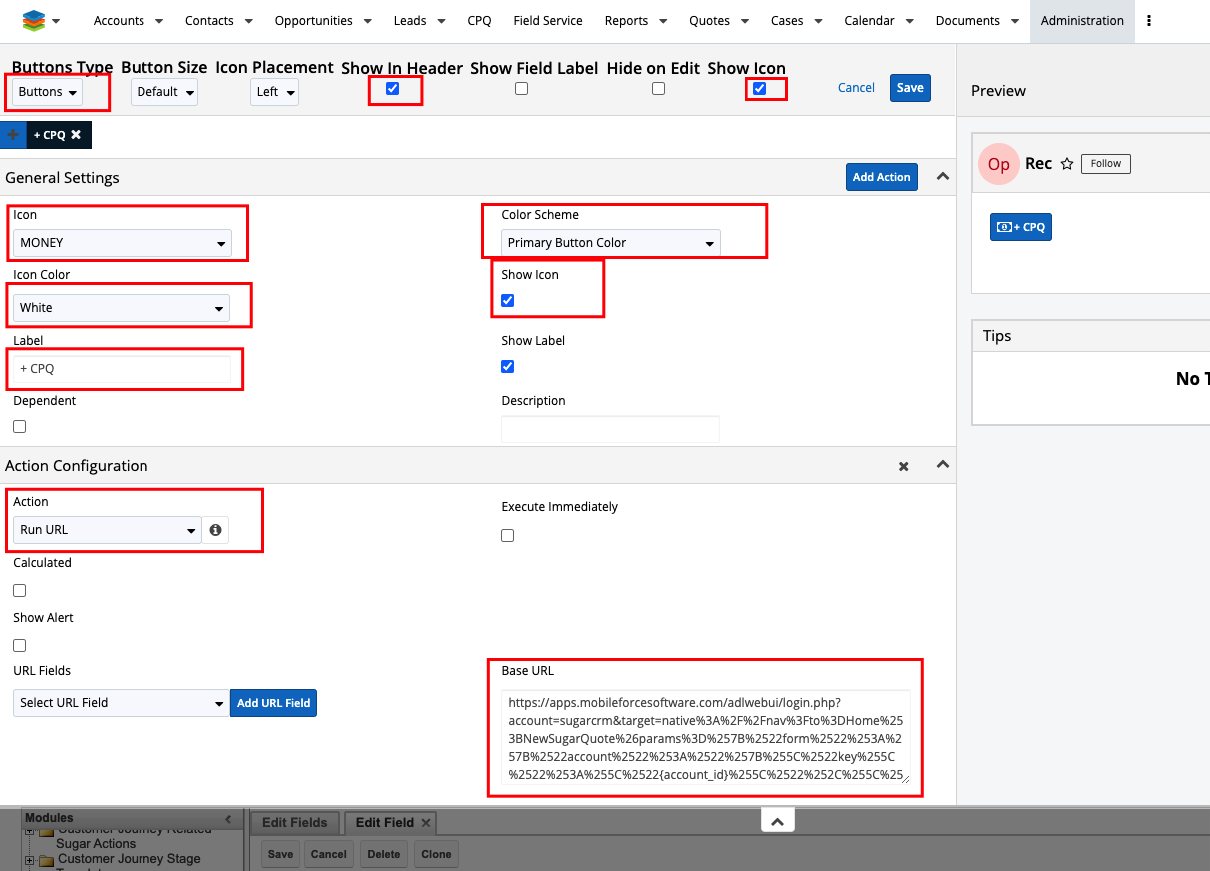 Accounts Contacts Opportunities Leads CPQ Field Service Reports Quotes Cases Calendar Documents Administration
Buttons Type Button Size Icon Placement Show In Header Show Field Label Hide on Edit Show Icon
Buttons Default Left Cancel Save
Preview
+ + CPQ ✖
Op Rec Follow
General Settings Add Action
Icon Color Scheme
MONEY Primary Button Color
+ CPQ
Icon Color Show Icon
White
Label Show Label
Tips
+ CPQ
No T
Dependent Description
Action Configuration
Action Execute Immediately
Run URL
Calculated
Show Alert
URL Fields Base URL
Select URL Field Add URL Field
https://apps.mobileforcesoftware.com/adlwebui/login.php?
account=sugarcrm&target=native%3A%2F%2Fnav%3Fto%3DHome%25
3BNewSugarQuote%26params%3D%257B%2522form%2522%253A%2
57B%2522account%2522%253A%2522%257B%255C%2522key%255C
%2522%253A%255C%2522{account_id}%255C%2522%252C%255C%25
Modules Edit Fields Edit Field
Customer Journey Related
Sugar Actions
Save Cancel Delete Clone
Customer Journey Stage